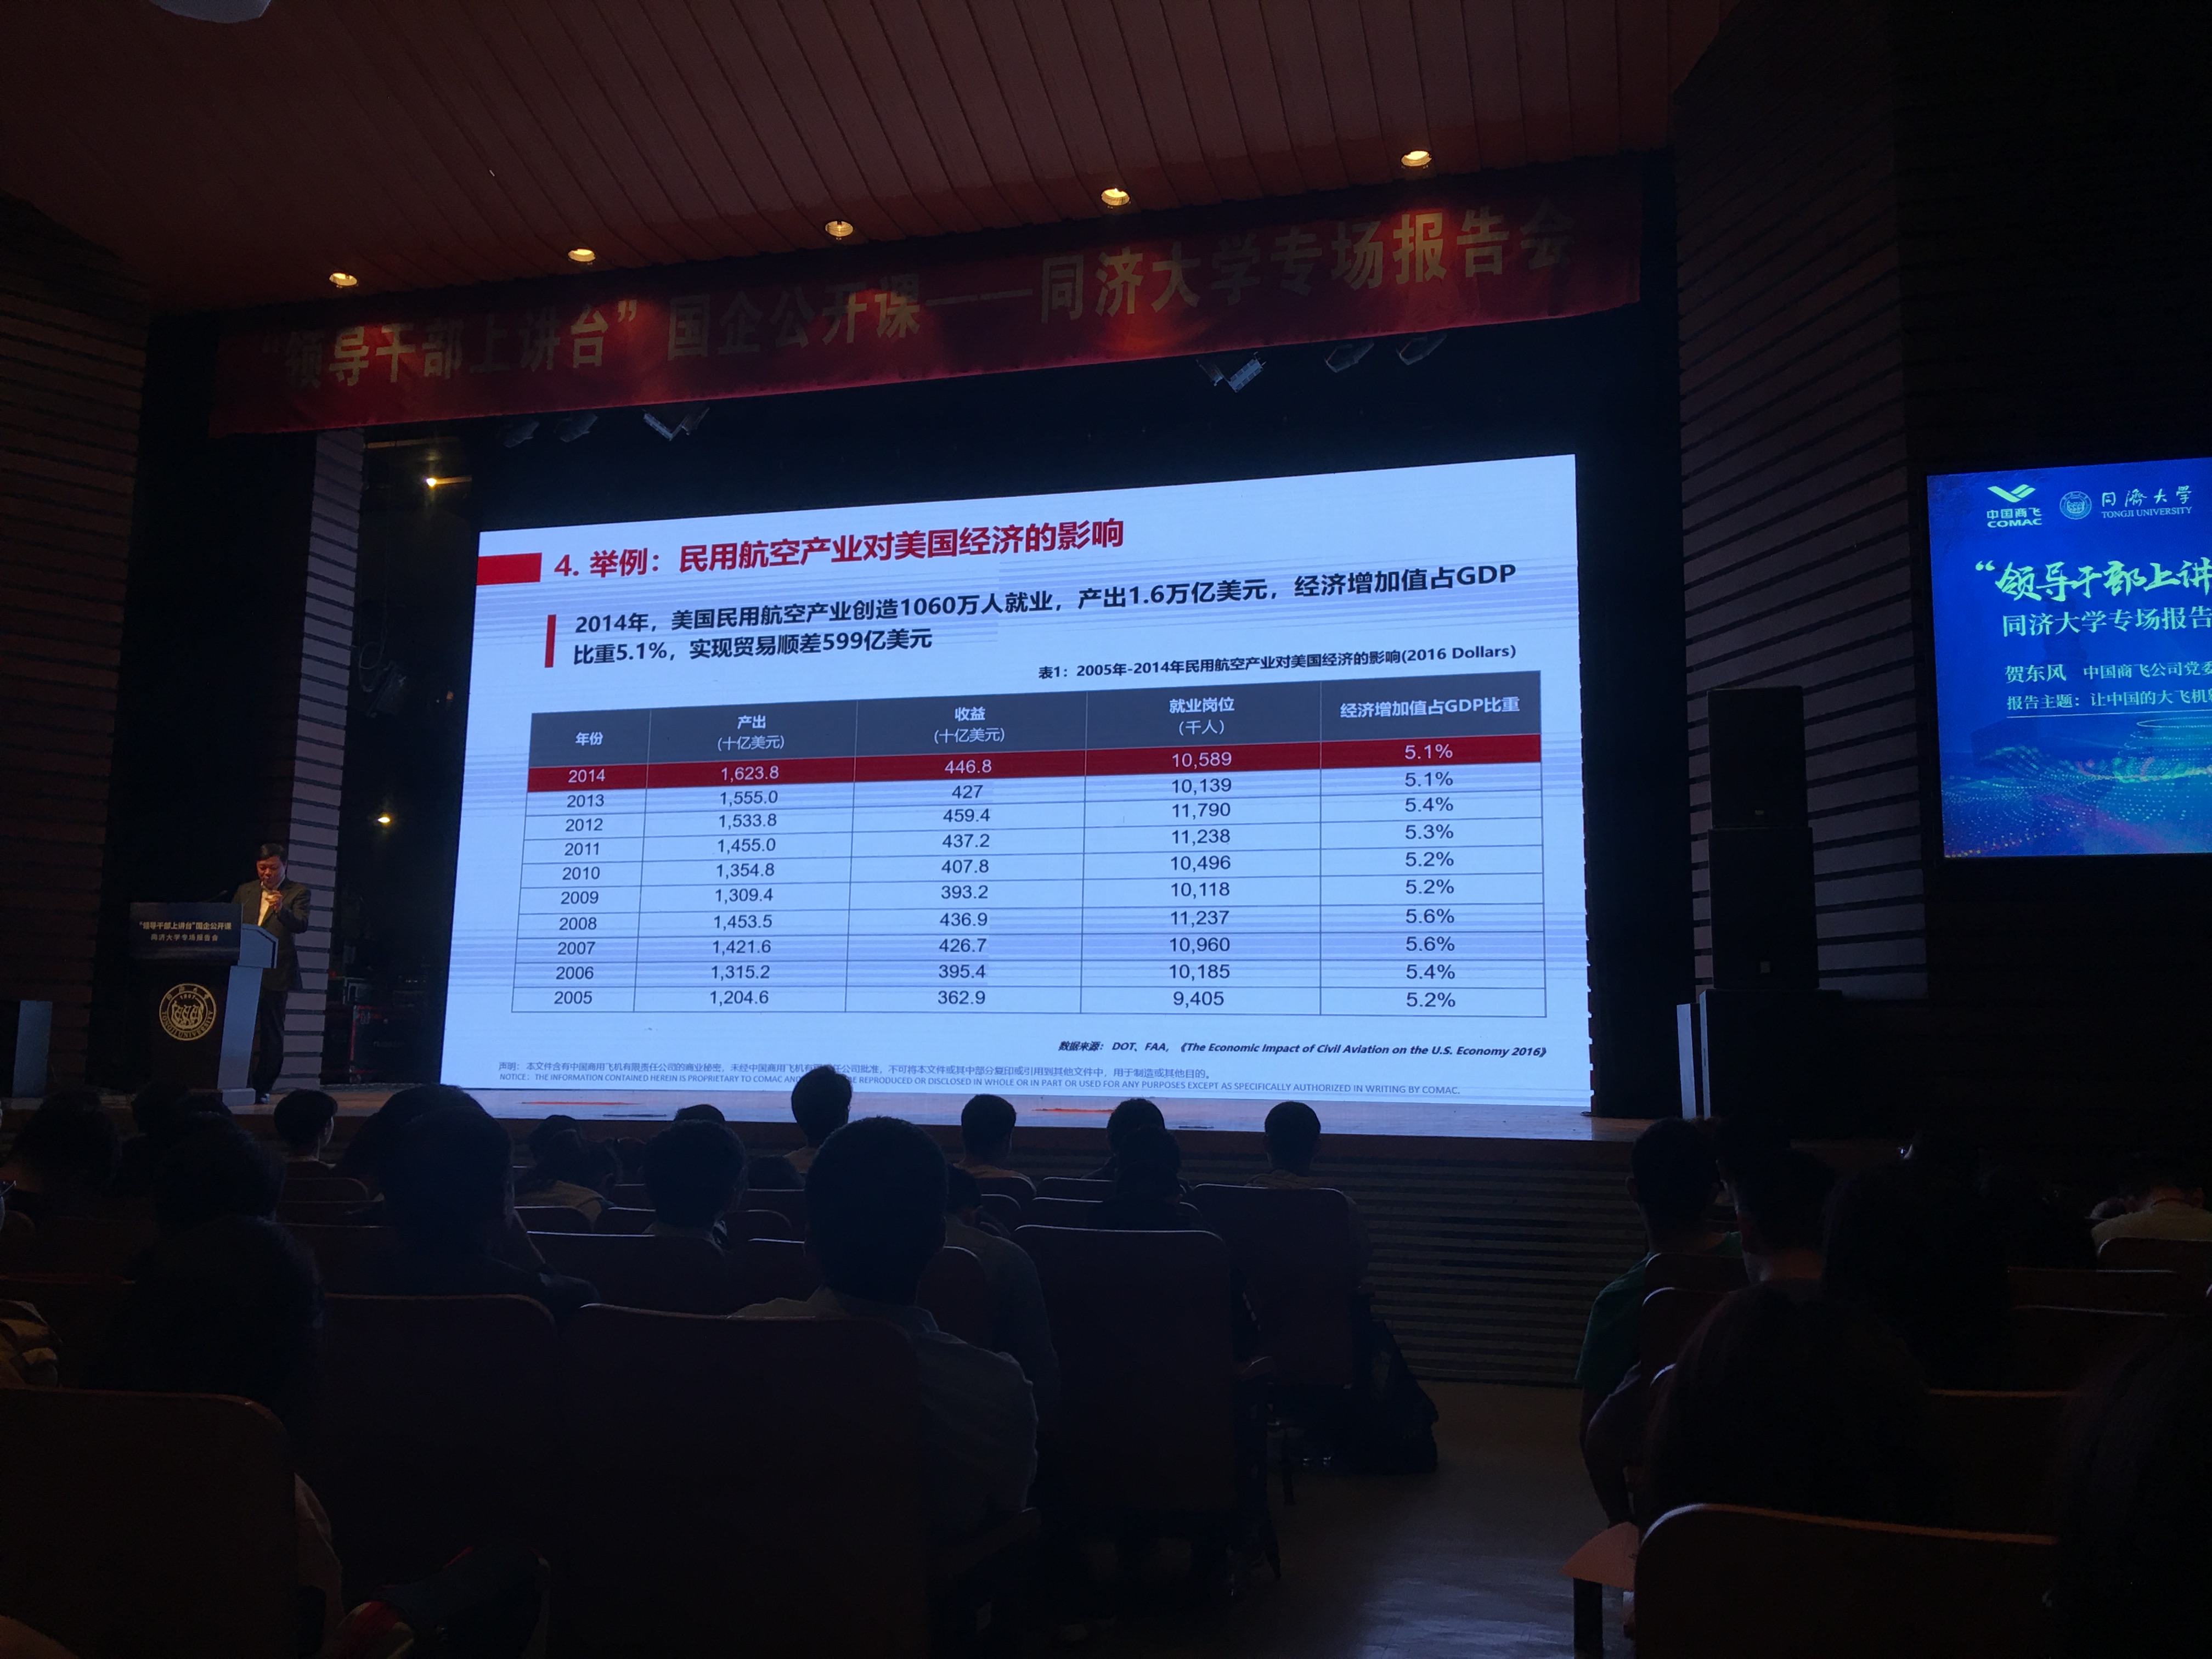 “领导干部上讲台”国企公开课——同济大学专场报告会
4. 举例：民用航空产业对美国经济的影响
2014年，美国民用航空产业创造1060万人就业，产出1.6万亿美元，经济增加值占GDP
比重5.1%，实现贸易顺差599亿美元
表1：2005年-2014年民用航空产业对美国经济的影响(2016 Dollars)
年份 产出 收益 就业岗位 经济增加值占GDP比重
(十亿美元) (十亿美元) (千人)
2014 1,623.8 446.8 10,589 5.1%
2013 1,555.0 427 10,139 5.1%
2012 1,533.8 459.4 11,790 5.4%
2011 1,455.0 437.2 11,238 5.3%
2010 1,354.8 407.8 10,496 5.2%
2009 1,309.4 393.2 10,118 5.2%
2008 1,453.5 436.9 11,237 5.6%
2007 1,421.6 426.7 10,960 5.6%
2006 1,315.2 395.4 10,185 5.4%
2005 1,204.6 362.9 9,405 5.2%
数据来源： DOT、FAA，《The Economic Impact of Civil Aviation on the U.S. Economy 2016》
声明：本文件含有中国商用飞机有限责任公司的商业秘密，未经中国商用飞机有 任公司批准，不可将本文件或其中部分复印或引用到其他文件中，用于制造或其他目的。
NOTICE: THE INFORMATION CONTAINED HEREIN IS PROPRIETARY TO COMAC AND REPRODUCED OR DISCLOSED IN WHOLE OR IN PART OR USED FOR ANY PURPOSES EXCEPT AS SPECIFICALLY AUTHORIZED IN WRITING BY COMAC.
中国商飞
COMAC
同濟大学
TONGJI UNIVERSITY
“领导干部上讲
同济大学专场报告
贺东风 中国商飞公司党委
报告主题：让中国的大飞机
“领导干部上讲台”国企公开课
同济大学专场报告会
1907
TONGJI UNIVERSITY